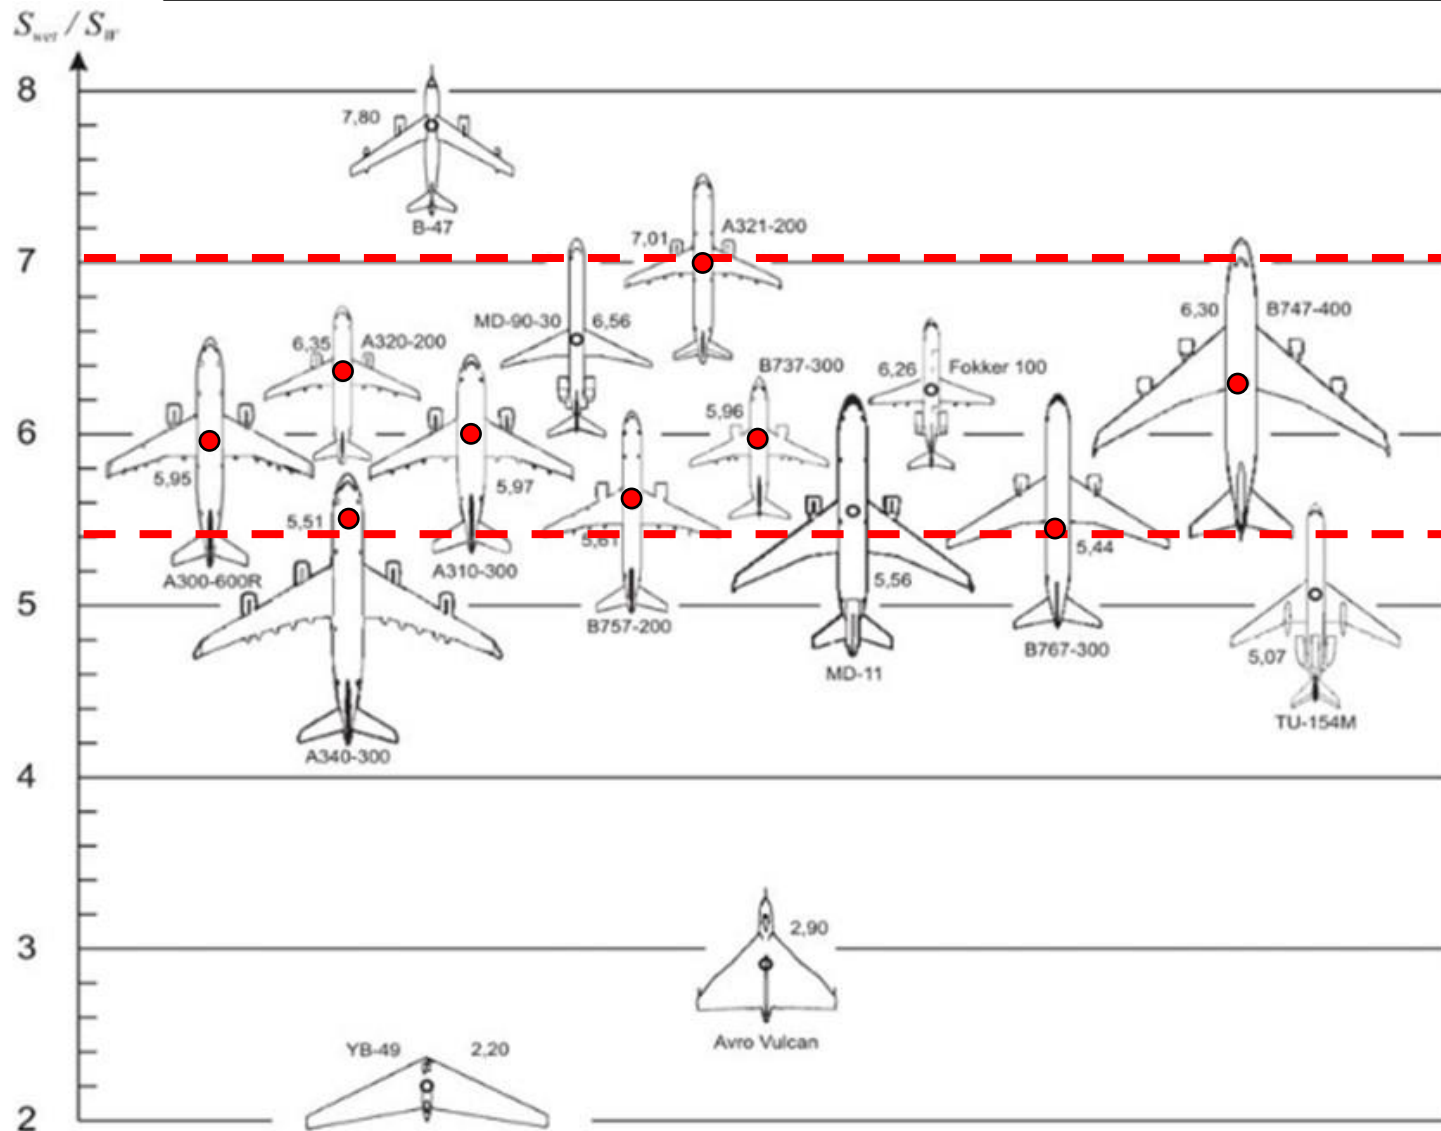 S_wet / S_W
8
7,80
B-47
A321-200
7,01
7
6,30
B747-400
MD-90-30
6,56
6,35
A320-200
B737-300
6,26
Fokker 100
5,96
6
5,95
5,97
5,51
5,61
5,44
A310-300
A300-600R
5,56
5
B757-200
B767-300
5,07
MD-11
TU-154M
A340-300
4
3
2,90
Avro Vulcan
YB-49
2,20
2